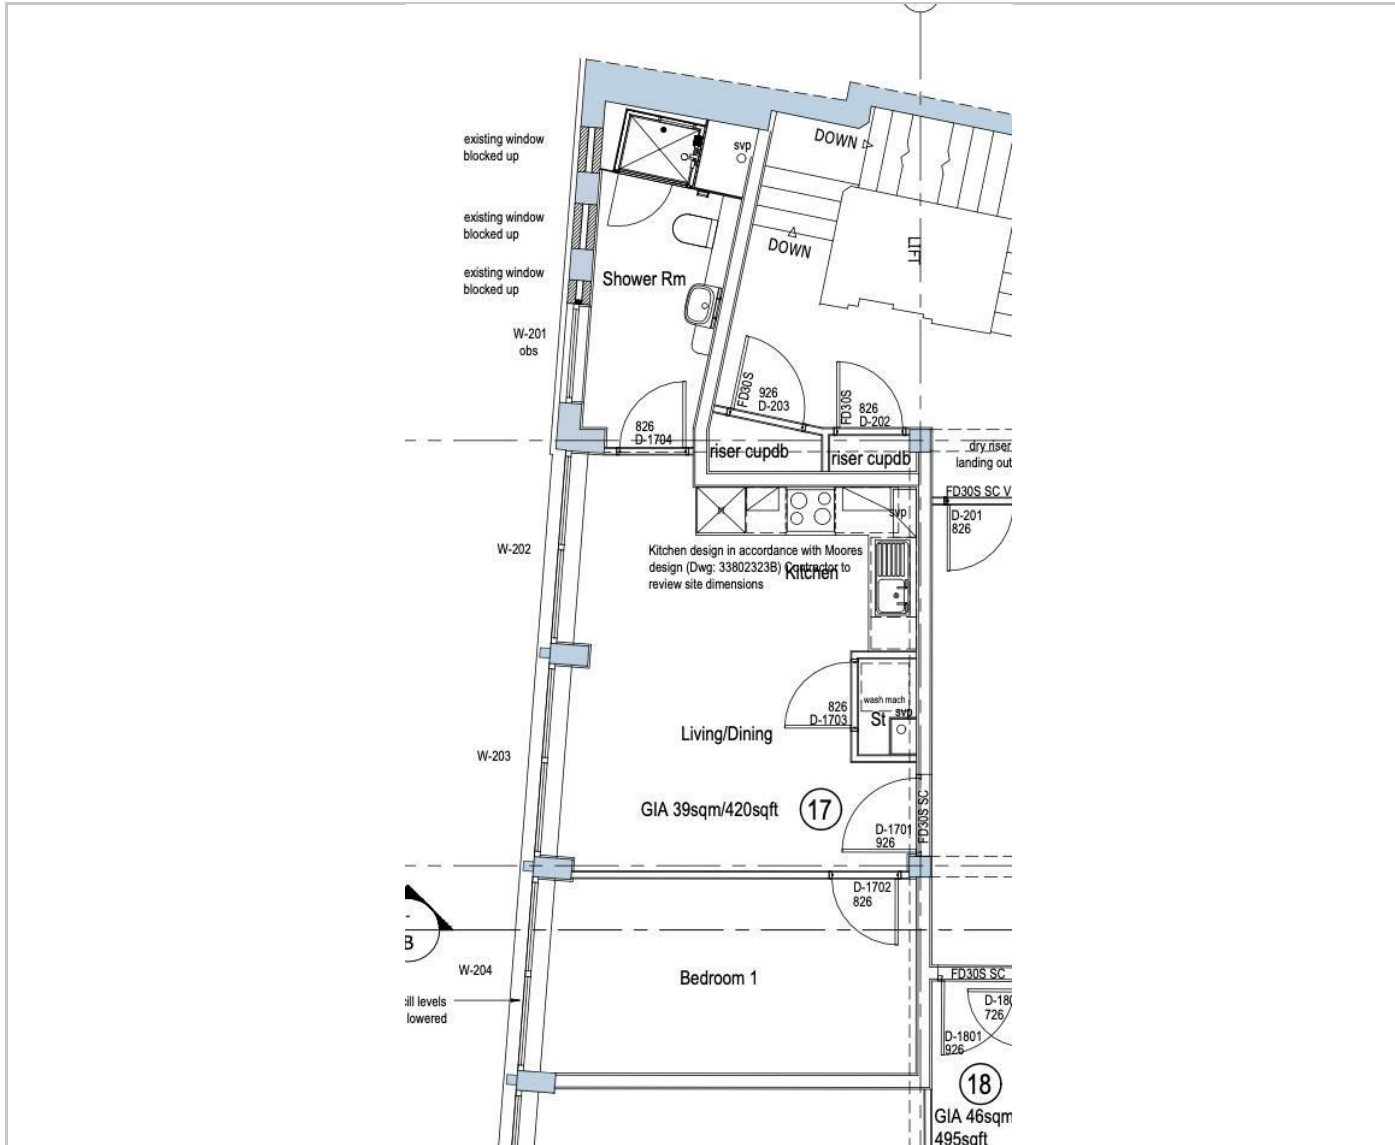 existing window
blocked up
existing window
blocked up
existing window
blocked up
W-201
obs
svp
DOWN
DOWN
LIFT
Shower Rm
FD30S
926
D-203
FD30S
826
D-202
826
D-1704
riser cupdb
riser cupdb
dry riser
landing out
FD30S SC V
D-201
826
svp
W-202
Kitchen design in accordance with Moores
design (Dwg: 33802323B) Contractor to
review site dimensions
Kitchen
wash mach
St
svp
826
D-1703
Living/Dining
W-203
GIA 39sqm/420sqft
17
D-1701
926
FD30S SC
D-1702
826
B
W-204
Bedroom 1
ill levels
lowered
FD30S SC
D-180
726
D-1801
926
18
GIA 46sqm
495sqft